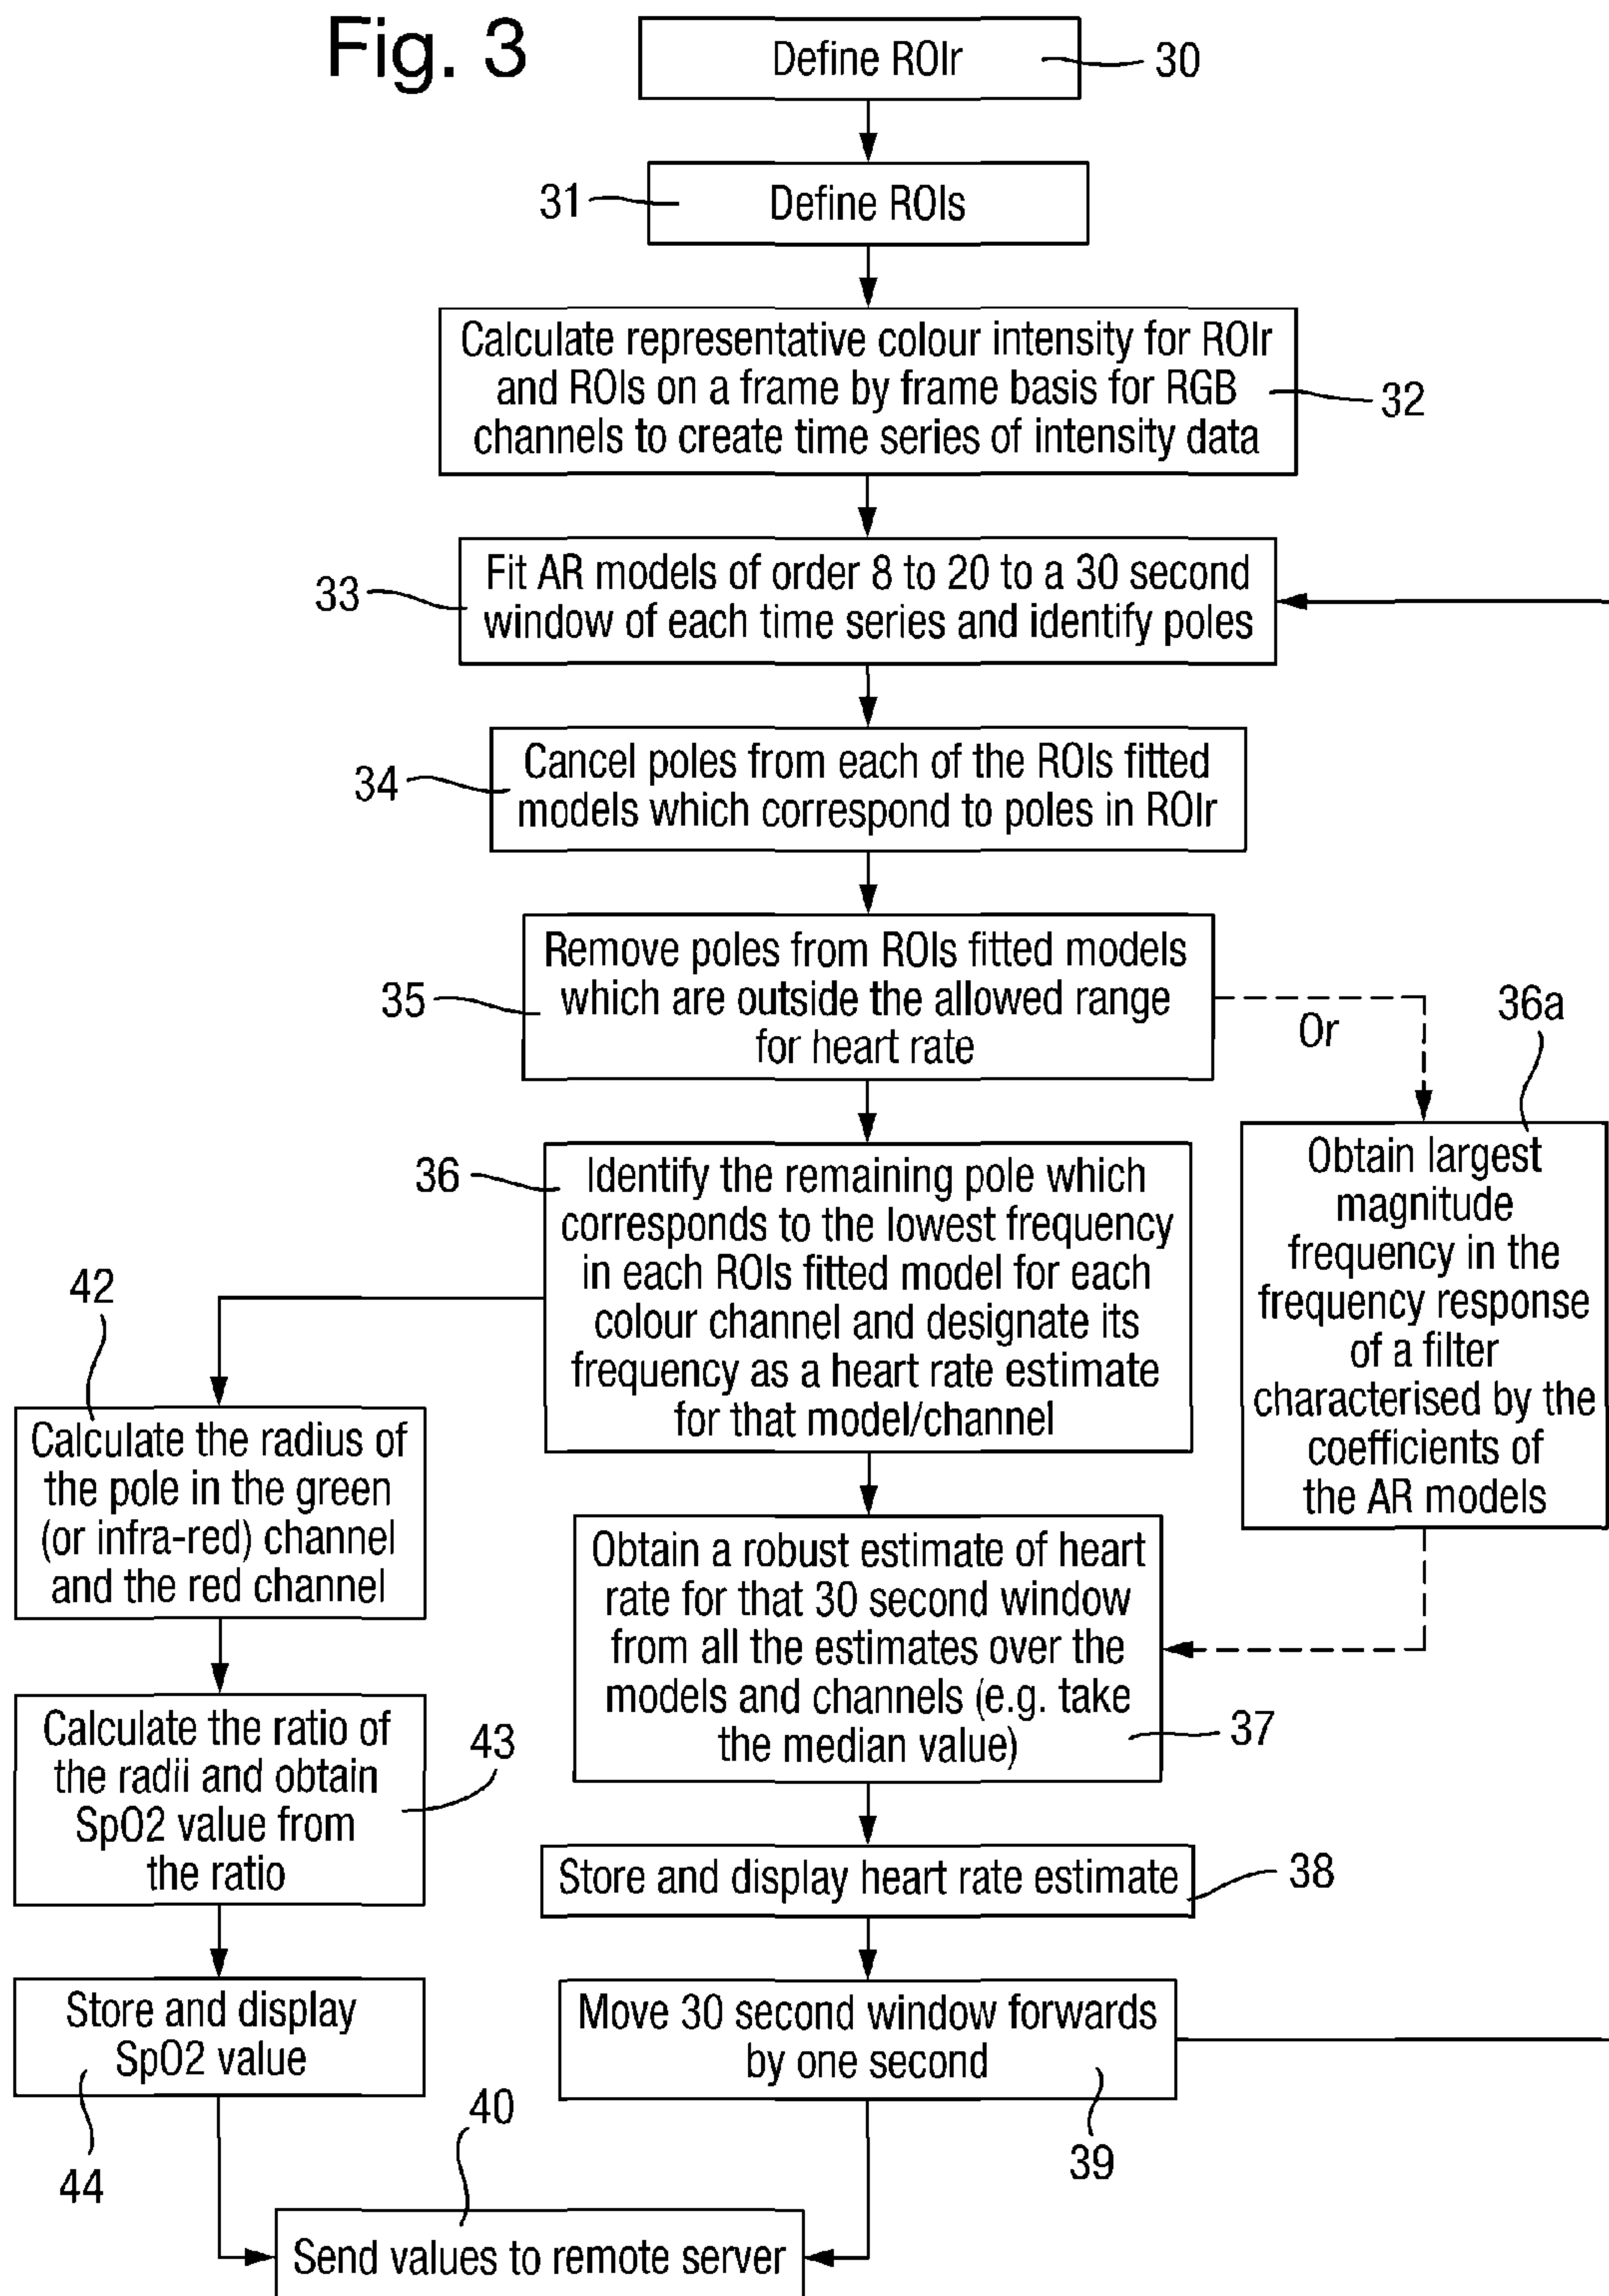 Fig. 3
Define ROIr
30
31
Define ROIs
Calculate representative colour intensity for ROIr
and ROIs on a frame by frame basis for RGB
channels to create time series of intensity data
32
33
Fit AR models of order 8 to 20 to a 30 second
window of each time series and identify poles
34
Cancel poles from each of the ROIs fitted
models which correspond to poles in ROIr
35
Remove poles from ROIs fitted models
which are outside the allowed range
for heart rate
Or
36a
Obtain largest
magnitude
frequency in the
frequency response
of a filter
characterised by the
coefficients of
the AR models
36
Identify the remaining pole which
corresponds to the lowest frequency
in each ROIs fitted model for each
colour channel and designate its
frequency as a heart rate estimate
for that model/channel
42
Calculate the radius of
the pole in the green
(or infra-red) channel
and the red channel
Obtain a robust estimate of heart
rate for that 30 second window
from all the estimates over the
models and channels (e.g. take
the median value)
37
Calculate the ratio of
the radii and obtain
SpO2 value from
the ratio
43
Store and display heart rate estimate
38
Store and display
SpO2 value
44
Move 30 second window forwards
by one second
39
40
Send values to remote server